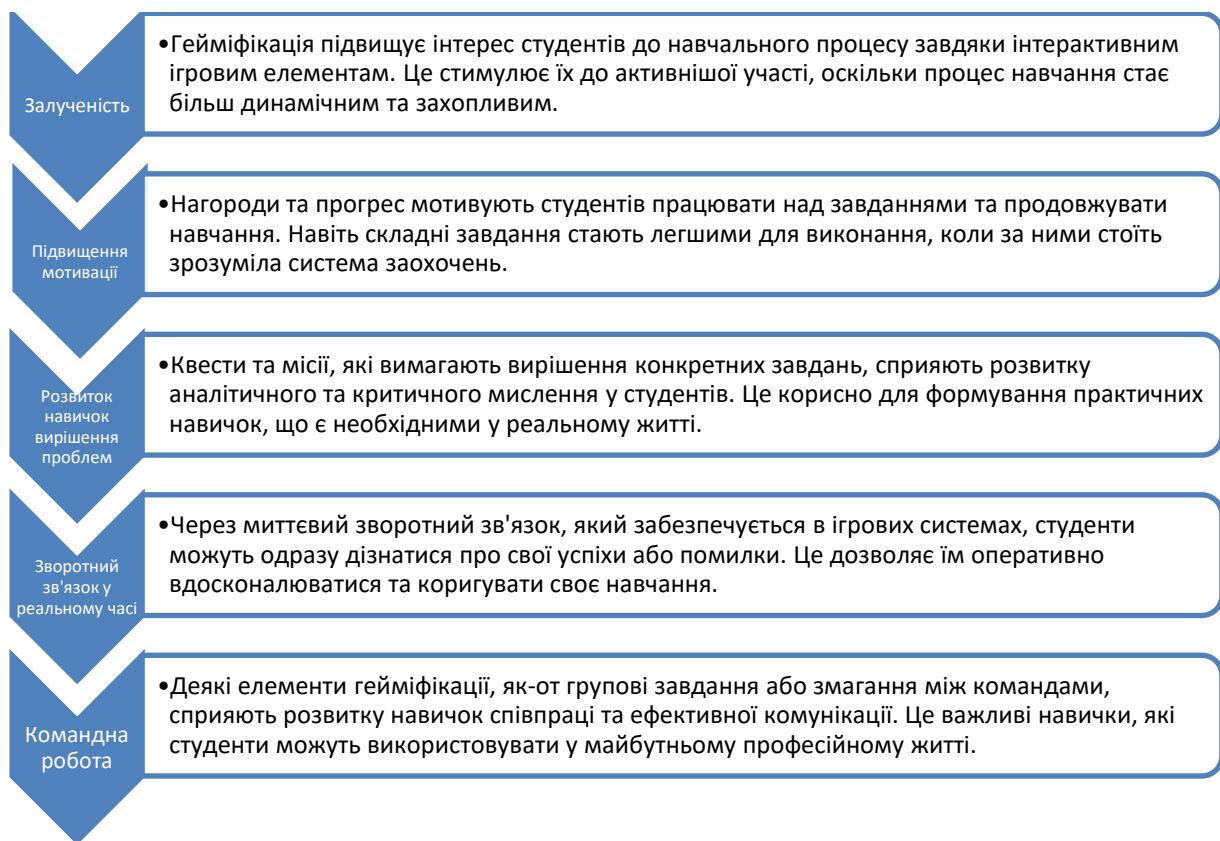 Залученість
•Гейміфікація підвищує інтерес студентів до навчального процесу завдяки інтерактивним
ігровим елементам. Це стимулює їх до активнішої участі, оскільки процес навчання стає
більш динамічним та захопливим.
Підвищення
мотивації
•Нагороди та прогрес мотивують студентів працювати над завданнями та продовжувати
навчання. Навіть складні завдання стають легшими для виконання, коли за ними стоїть
зрозуміла система заохочень.
Розвиток
навичок
вирішення
проблем
•Квести та місії, які вимагають вирішення конкретних завдань, сприяють розвитку
аналітичного та критичного мислення у студентів. Це корисно для формування практичних
навичок, що є необхідними у реальному житті.
Зворотний
зв'язок у
реальному часі
•Через миттєвий зворотний зв'язок, який забезпечується в ігрових системах, студенти
можуть одразу дізнатися про свої успіхи або помилки. Це дозволяє їм оперативно
вдосконалюватися та коригувати своє навчання.
Командна
робота
•Деякі елементи гейміфікації, як-от групові завдання або змагання між командами,
сприяють розвитку навичок співпраці та ефективної комунікації. Це важливі навички, які
студенти можуть використовувати у майбутньому професійному житті.